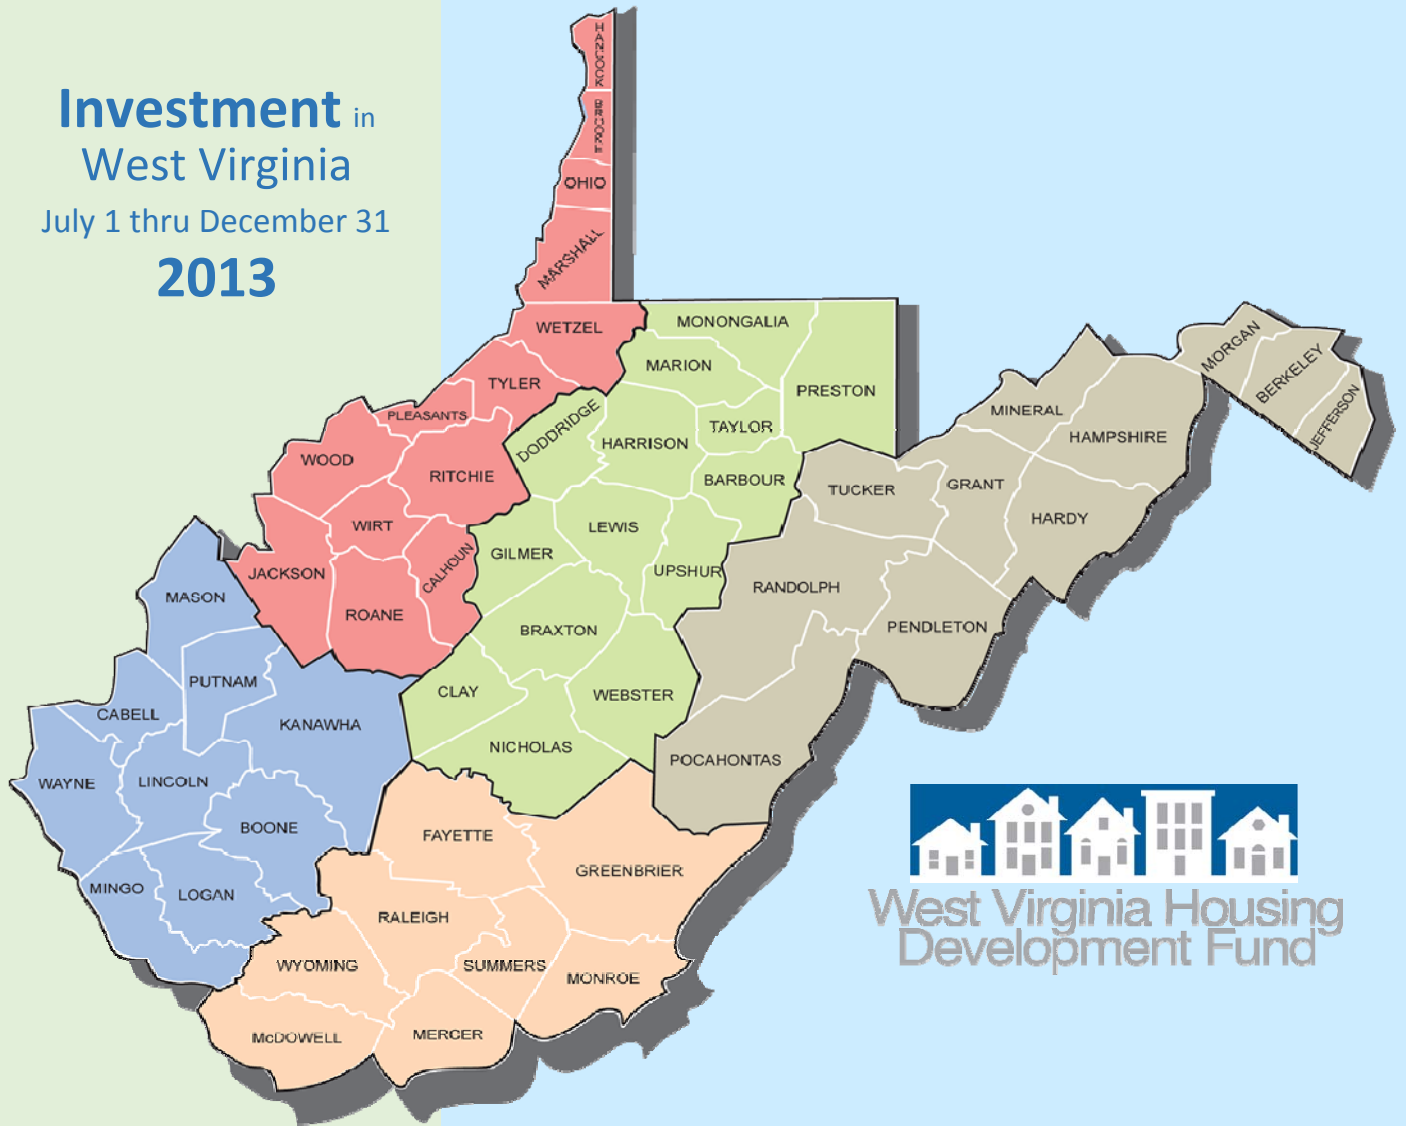 Investment in
West Virginia
July 1 thru December 31
2013
HANCOCK
BROOKE
OHIO
MARSHALL
WETZEL
MONONGALIA
MARION
TYLER
PRESTON
PLEASANTS
DODDRIDGE
HARRISON
TAYLOR
MORGAN
BERKELEY
JEFFERSON
MINERAL
HAMPSHIRE
WOOD
RITCHIE
BARBOUR
TUCKER
GRANT
HARDY
WIRT
LEWIS
GILMER
CALHOUN
UPSHUR
JACKSON
RANDOLPH
MASON
ROANE
BRAXTON
PENDLETON
PUTNAM
CLAY
WEBSTER
CABELL
KANAWHA
NICHOLAS
POCAHONTAS
WAYNE
LINCOLN
BOONE
FAYETTE
GREENBRIER
MINGO
LOGAN
RALEIGH
WYOMING
SUMMERS
MONROE
McDOWELL
MERCER
West Virginia Housing
Development Fund